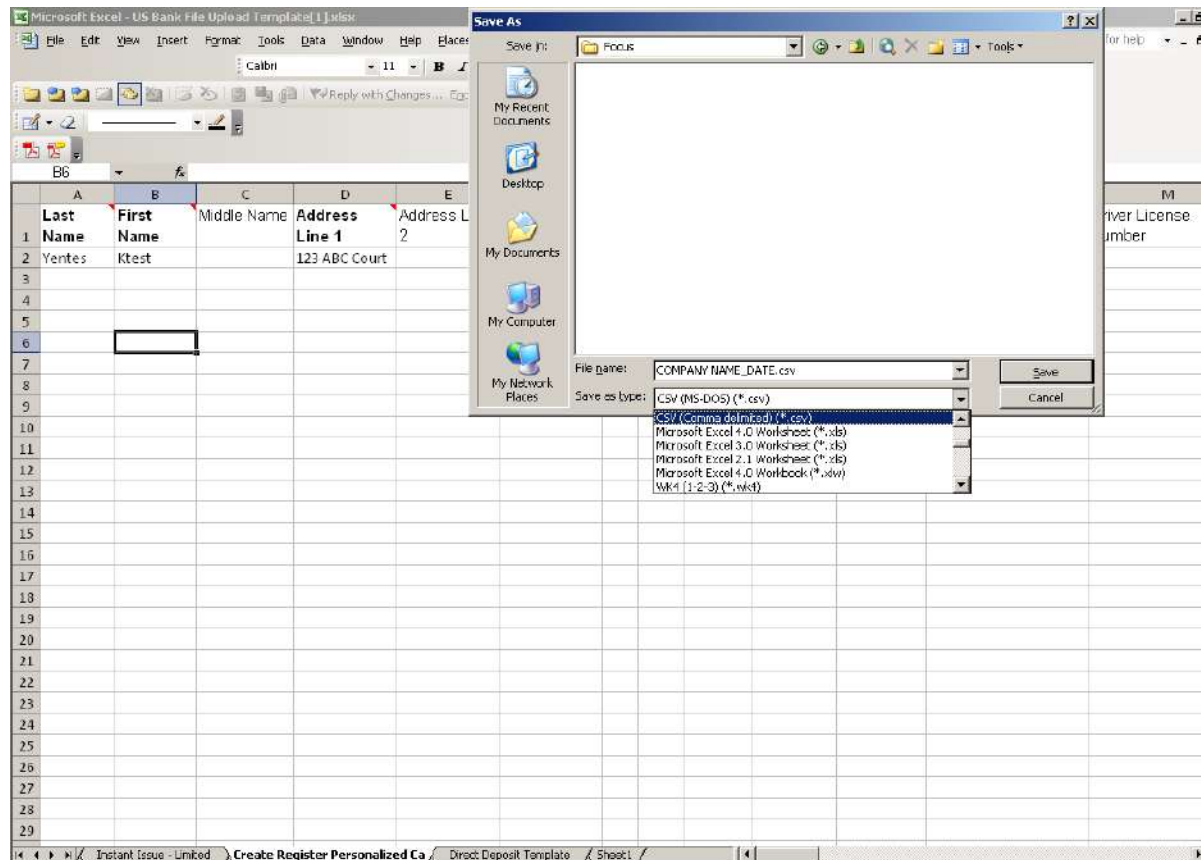 Microsoft Excel - US Bank File Upload Template[1].xlsx
File Edit View Insert Format Tools Data Window Help Places
for help
Calibri 11 B I
Reply with Changes...
B6 fx
A B C D E M
1 Last Name First Name Middle Name Address Line 1 Address L 2 river License umber
2 Yentes Ktest 123 ABC Court
3
4
5
6
7
8
9
10
11
12
13
14
15
16
17
18
19
20
21
22
23
24
25
26
27
28
29
Instant Issue - Limited Create Register Personalized Ca Direct Deposit Template Sheet1
Save As
Save in: Focus Tools
My Recent Documents
Desktop
My Documents
My Computer
My Network Places
File name: COMPANY NAME_DATE.csv Save
Save as type: CSV (MS-DOS) (*.csv) Cancel
CSV (Comma delimited) (*.csv)
Microsoft Excel 4.0 Worksheet (*.xls)
Microsoft Excel 3.0 Worksheet (*.xls)
Microsoft Excel 2.1 Worksheet (*.xls)
Microsoft Excel 4.0 Workbook (*.xlw)
WK4 (1-2-3) (*.wk4)